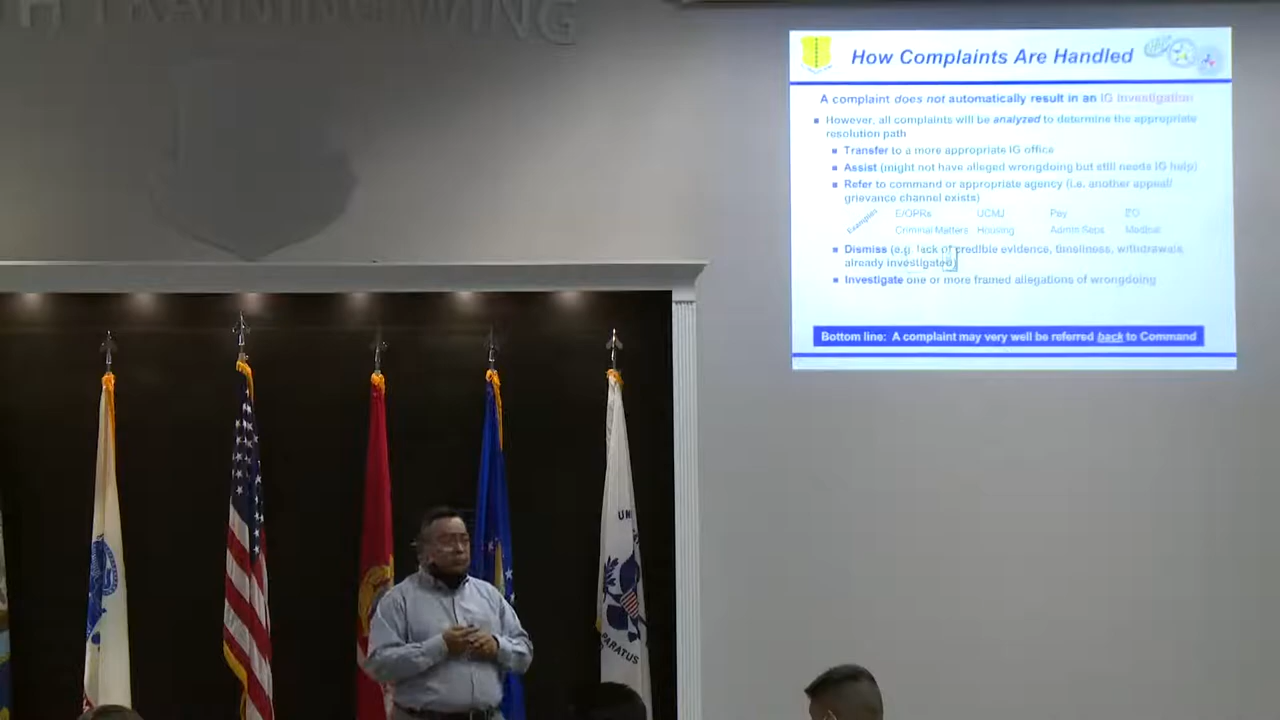 TRAINING WING
How Complaints Are Handled
A complaint does not automatically result in an IG investigation
However, all complaints will be analyzed to determine the appropriate
resolution path
Transfer to a more appropriate IG office
Assist (might not have alleged wrongdoing but still needs IG help)
Refer to command or appropriate agency (i.e. another appeal/
grievance channel exists)
Examples
E/OPRs UCMJ Pay EO
Criminal Matters Housing Admin Seps Medical
Dismiss (e.g. lack of credible evidence, timeliness, withdrawals,
already investigated)
Investigate one or more framed allegations of wrongdoing
Bottom line: A complaint may very well be referred back to Command
UN
PARATUS